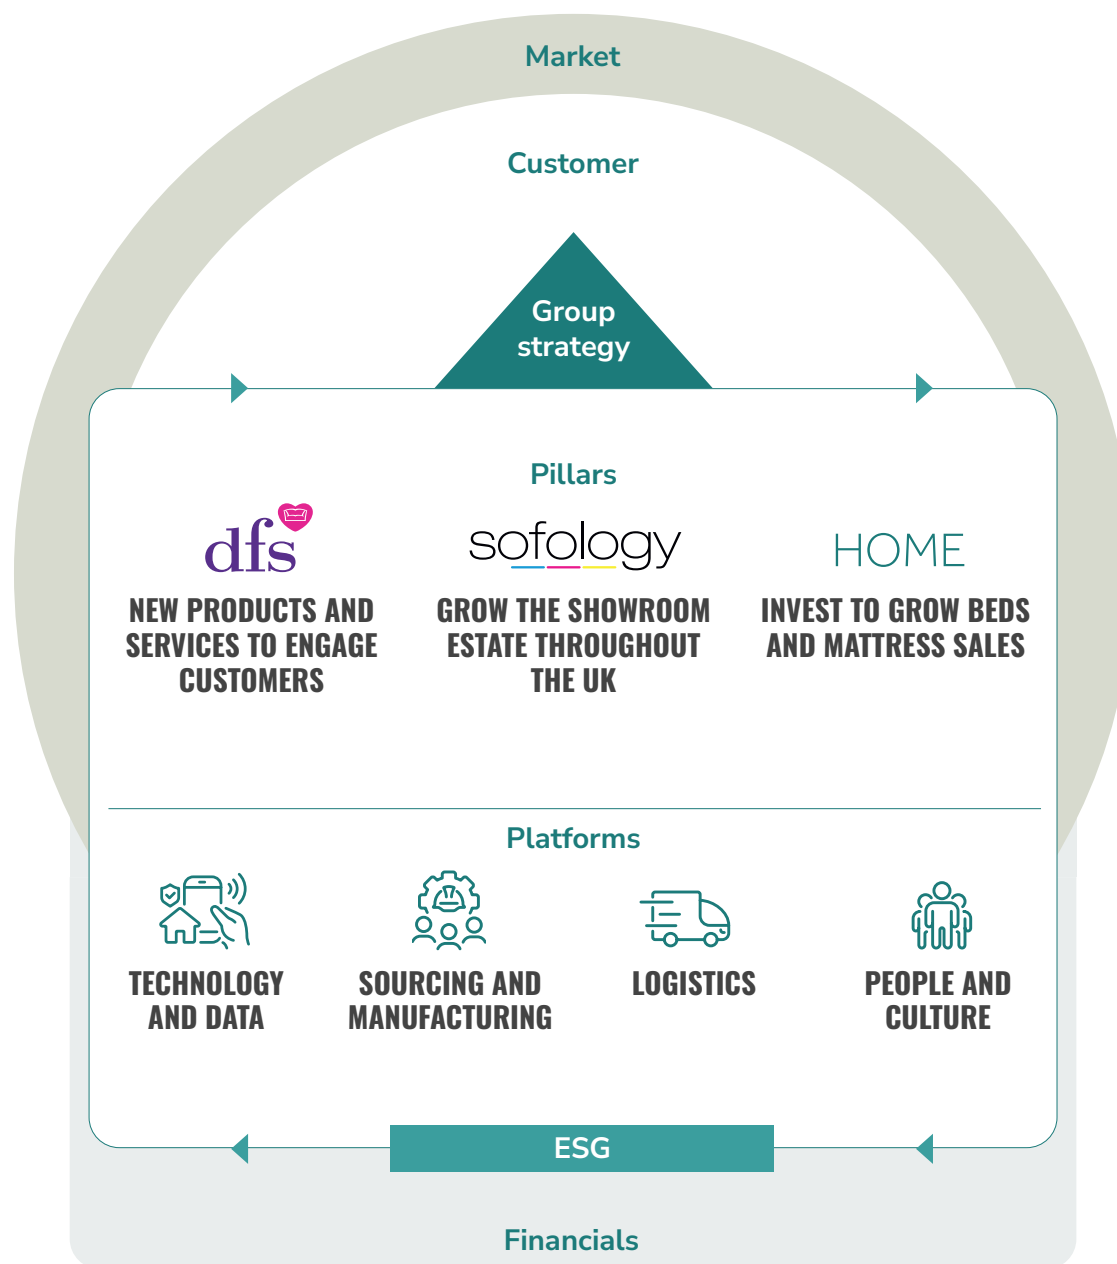 Market
Customer
Group
strategy
Pillars
dfs
sofology
HOME
NEW PRODUCTS AND
SERVICES TO ENGAGE
CUSTOMERS
GROW THE SHOWROOM
ESTATE THROUGHOUT
THE UK
INVEST TO GROW BEDS
AND MATTRESS SALES
Platforms
TECHNOLOGY
AND DATA
SOURCING AND
MANUFACTURING
LOGISTICS
PEOPLE AND
CULTURE
ESG
Financials